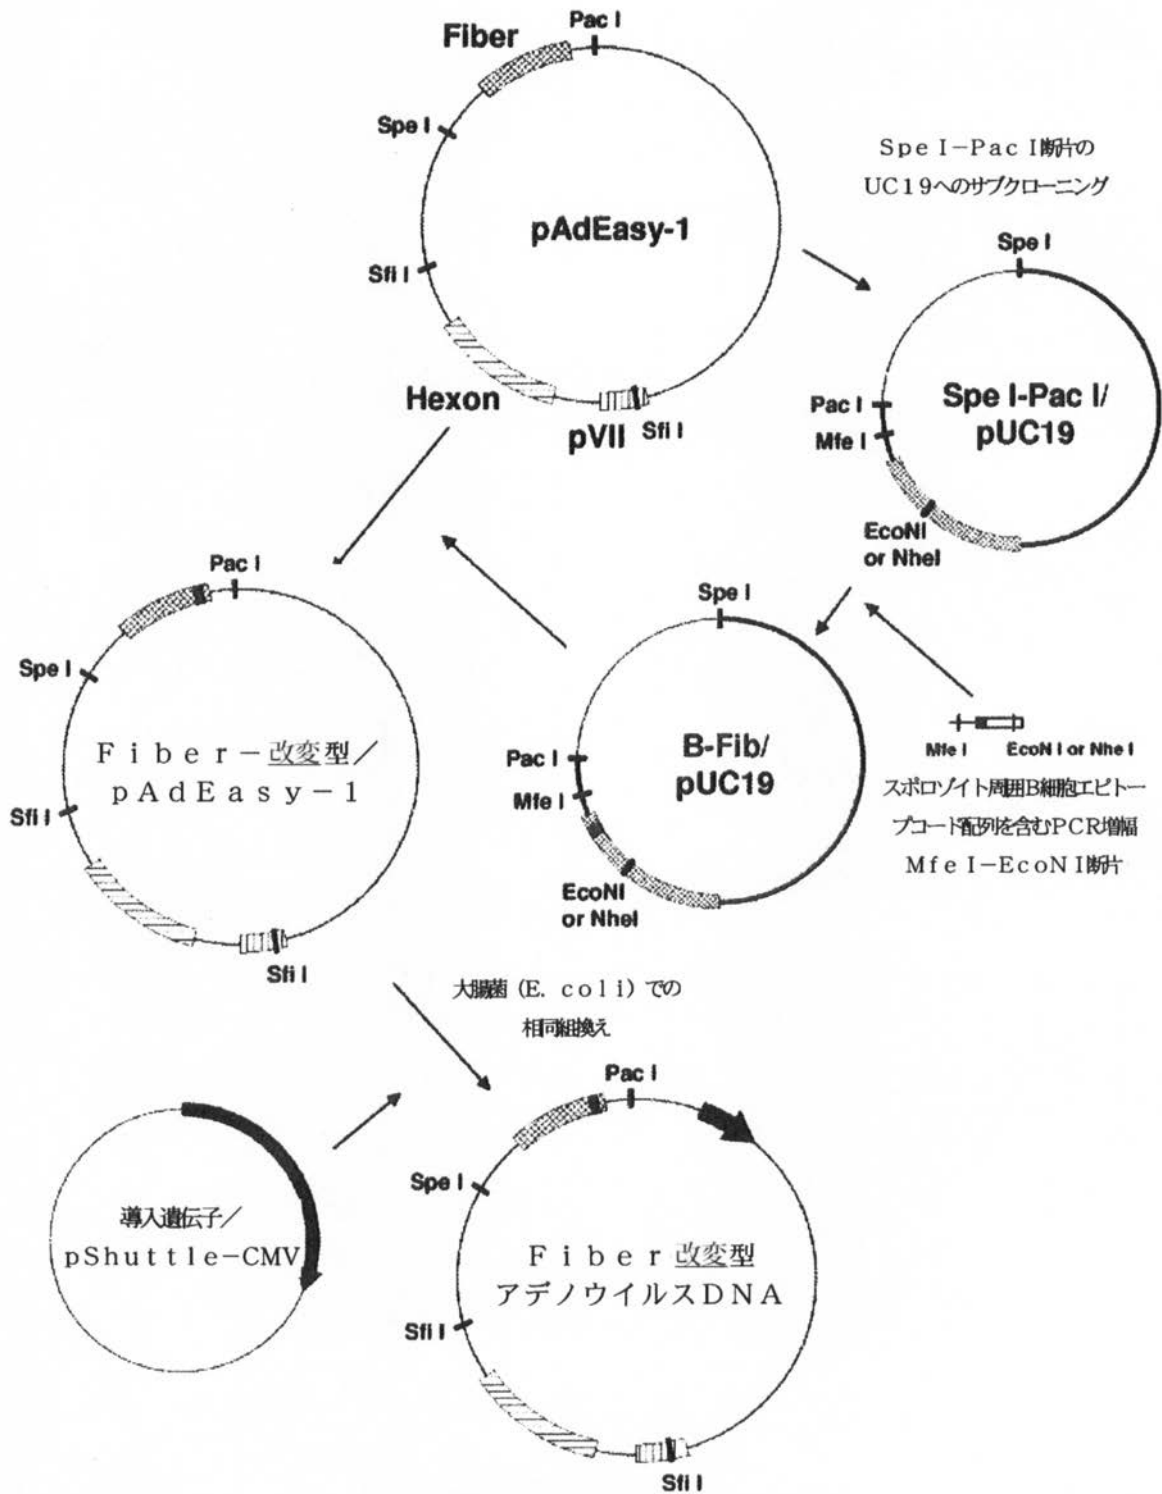 Pac I
Fiber
Spe I
pAdEasy-1
Sfi I
Hexon
pVII
Sfi I
Spe I-Pac I断片の
UC19へのサブクローニング
Spe I
Pac I
Mfe I
Spe I-Pac I/
pUC19
EcoNI
or NheI
Mfe I
EcoN I or Nhe I
スポロゾイト周囲B細胞エピトー
プコード配列を含むPCR増幅
Mfe I-EcoN I断片
Spe I
Pac I
Mfe I
B-Fib/
pUC19
EcoNI
or NheI
Pac I
Spe I
Fiber-改変型/
pAdEasy-1
Sfi I
Sfi I
大腸菌 (E. coli) での
相同組換え
導入遺伝子/
pShuttle-CMV
Pac I
Spe I
Fiber改変型
アデノウイルスDNA
Sfi I
Sfi I